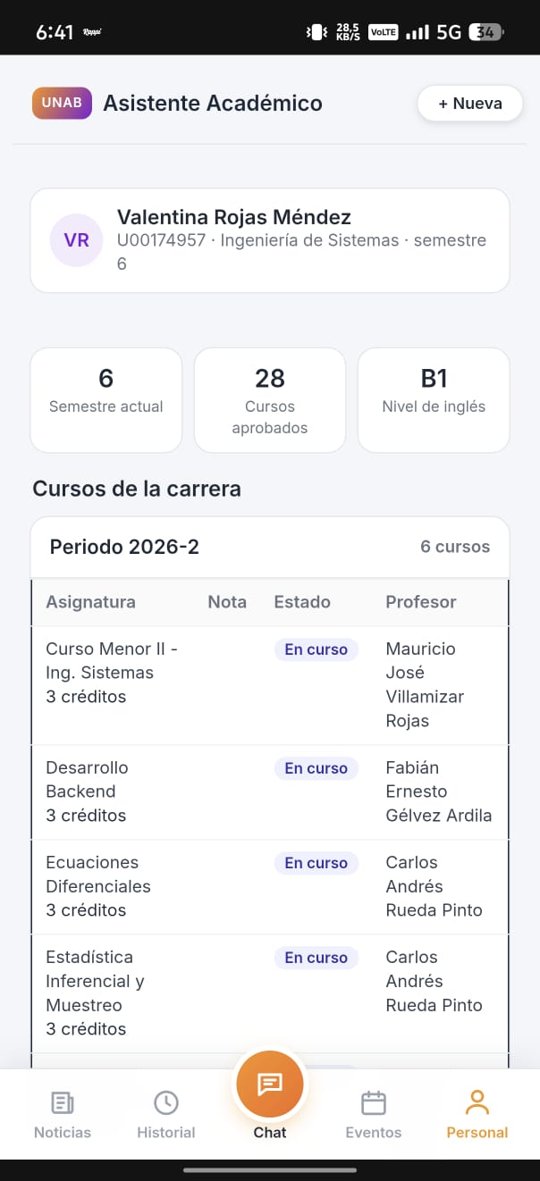 6:41 Rappi 28,5 KB/S VoLTE 5G 34
UNAB Asistente Académico + Nueva
VR
Valentina Rojas Méndez
U00174957 · Ingeniería de Sistemas · semestre
6
6
Semestre actual
28
Cursos
aprobados
B1
Nivel de inglés
Cursos de la carrera
Periodo 2026-2 6 cursos
Asignatura Nota Estado Profesor
Curso Menor II -
Ing. Sistemas
3 créditos
En curso
Mauricio
José
Villamizar
Rojas
Desarrollo
Backend
3 créditos
En curso
Fabián
Ernesto
Gélvez Ardila
Ecuaciones
Diferenciales
3 créditos
En curso
Carlos
Andrés
Rueda Pinto
Estadística
Inferencial y
Muestreo
3 créditos
En curso
Carlos
Andrés
Rueda Pinto
Noticias Historial Chat Eventos Personal